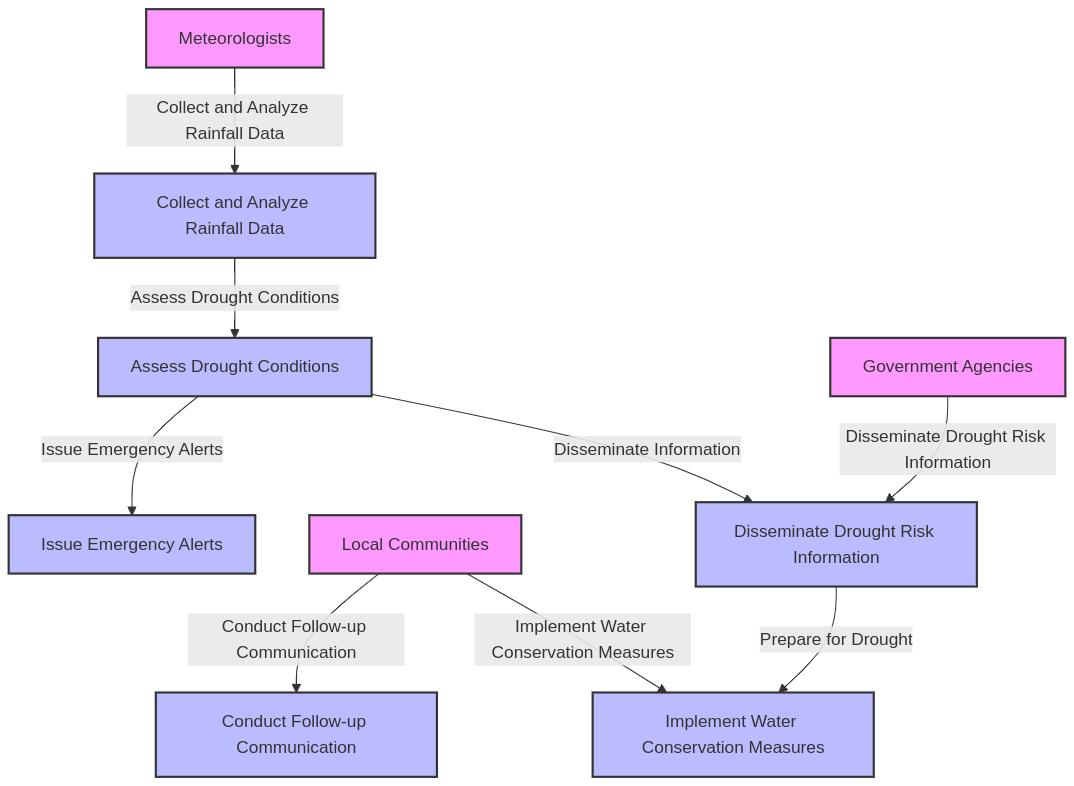 Meteorologists
Collect and Analyze
Rainfall Data
Collect and Analyze
Rainfall Data
Assess Drought Conditions
Assess Drought Conditions
Government Agencies
Issue Emergency Alerts
Disseminate Information
Disseminate Drought Risk
Information
Issue Emergency Alerts
Local Communities
Disseminate Drought Risk
Information
Conduct Follow-up
Communication
Implement Water
Conservation Measures
Prepare for Drought
Conduct Follow-up
Communication
Implement Water
Conservation Measures